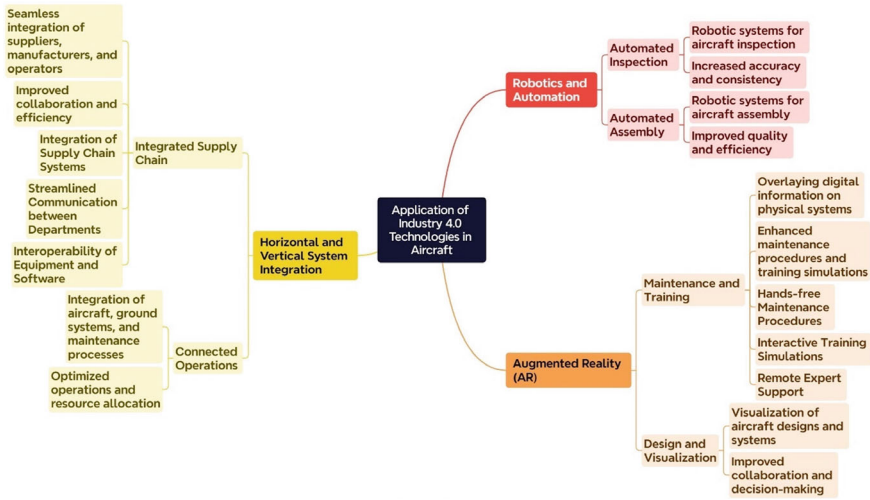 Application of
Industry 4.0
Technologies in
Aircraft
Robotics and
Automation
Automated
Inspection
Robotic systems for
aircraft inspection
Increased accuracy
and consistency
Automated
Assembly
Robotic systems for
aircraft assembly
Improved quality
and efficiency
Augmented Reality
(AR)
Maintenance and
Training
Overlaying digital
information on
physical systems
Enhanced
maintenance
procedures and
training simulations
Hands-free
Maintenance
Procedures
Interactive Training
Simulations
Remote Expert
Support
Design and
Visualization
Visualization of
aircraft designs and
systems
Improved
collaboration and
decision-making
Horizontal and
Vertical System
Integration
Integrated Supply
Chain
Seamless
integration of
suppliers,
manufacturers, and
operators
Improved
collaboration and
efficiency
Integration of
Supply Chain
Systems
Streamlined
Communication
between
Departments
Interoperability of
Equipment and
Software
Connected
Operations
Integration of
aircraft, ground
systems, and
maintenance
processes
Optimized
operations and
resource allocation